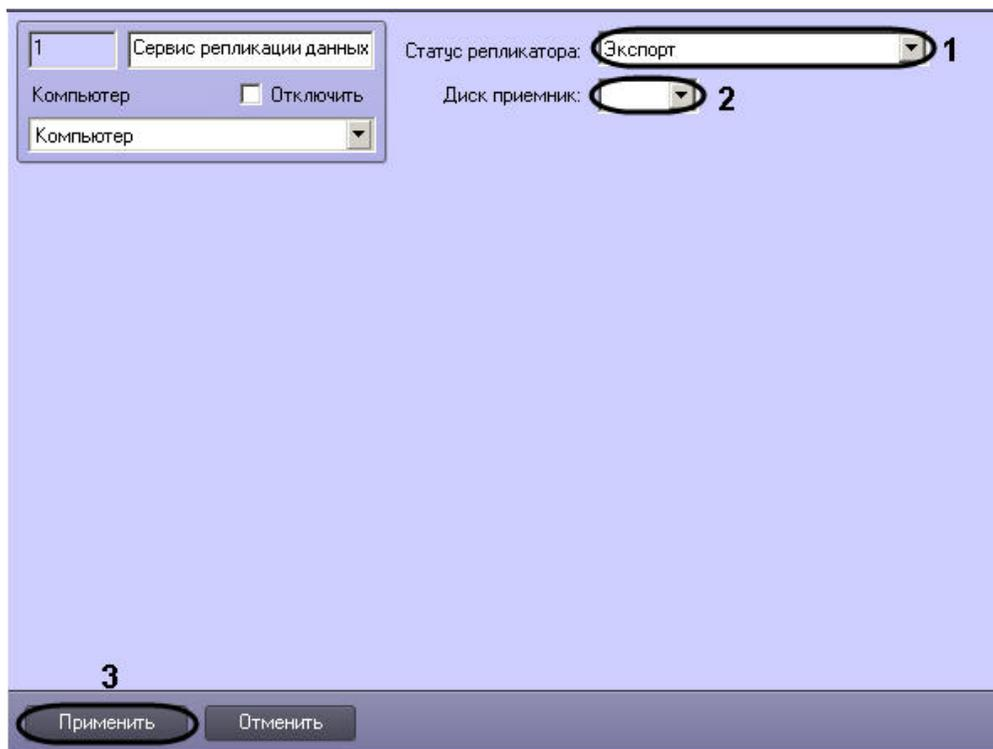 1 Сервис репликации данных Статус репликатора: Экспорт 1
Компьютер Отключить Диск приемник: 2
Компьютер
3
Применить Отменить